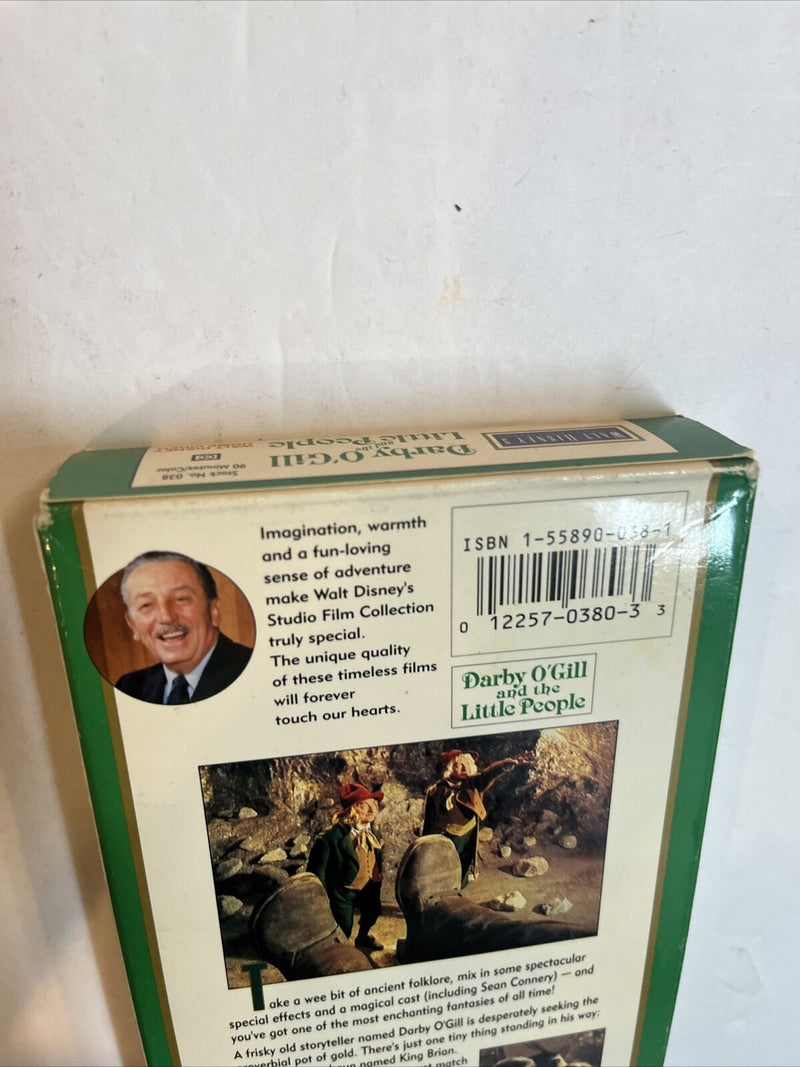 WALT DISNEY'S
Darby O'Gill
and the
Little People
90 Minutes/Color
Stock No. 038
Imagination, warmth
and a fun-loving
sense of adventure
make Walt Disney's
Studio Film Collection
truly special.
The unique quality
of these timeless films
will forever
touch our hearts.
ISBN 1-55890-038-1
0 12257-0380-3 3
Darby O'Gill
and the
Little People
Take a wee bit of ancient folklore, mix in some spectacular
special effects and a magical cast (including Sean Connery) — and
you've got one of the most enchanting fantasies of all time!
A frisky old storyteller named Darby O'Gill is desperately seeking the
pot of gold. There's just one tiny thing standing in his way:
named King Brian.
match